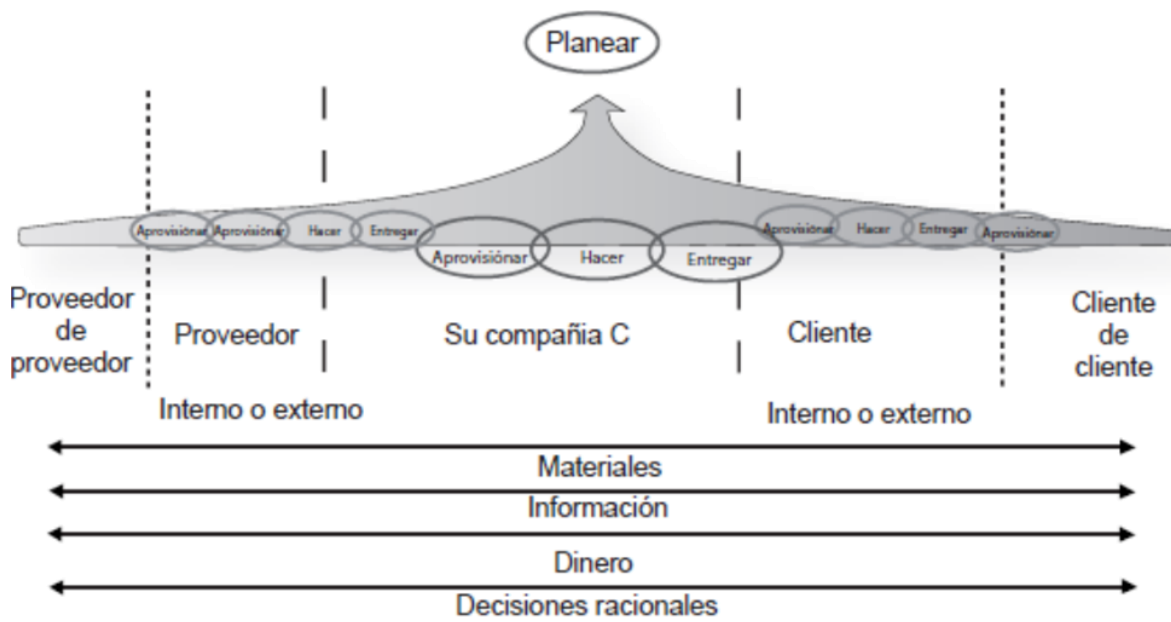 Planear
Aprovisiónar Aprovisiónar Hacer Entregar Aprovisiónar Hacer Entregar Aprovisiónar
Aprovisiónar Hacer Entregar
Proveedor
de
proveedor
Proveedor
Su compañia C
Cliente
Cliente
de
cliente
Interno o externo
Interno o externo
Materiales
Información
Dinero
Decisiones racionales